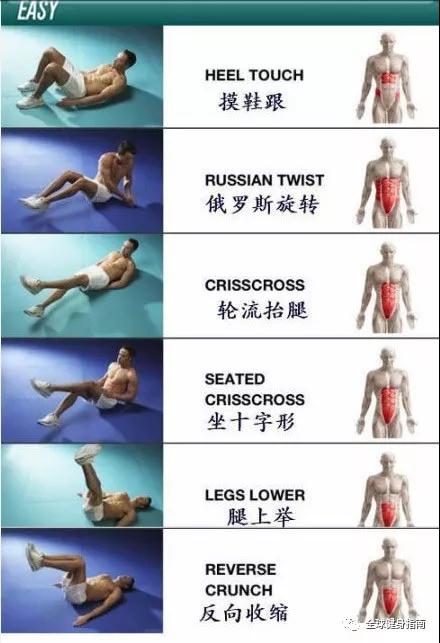 EASY
HEEL TOUCH
摸鞋跟
RUSSIAN TWIST
俄罗斯旋转
CRISSCROSS
轮流抬腿
SEATED
CRISSCROSS
坐十字形
LEGS LOWER
腿上举
REVERSE
CRUNCH
反向收缩
全球健身指南